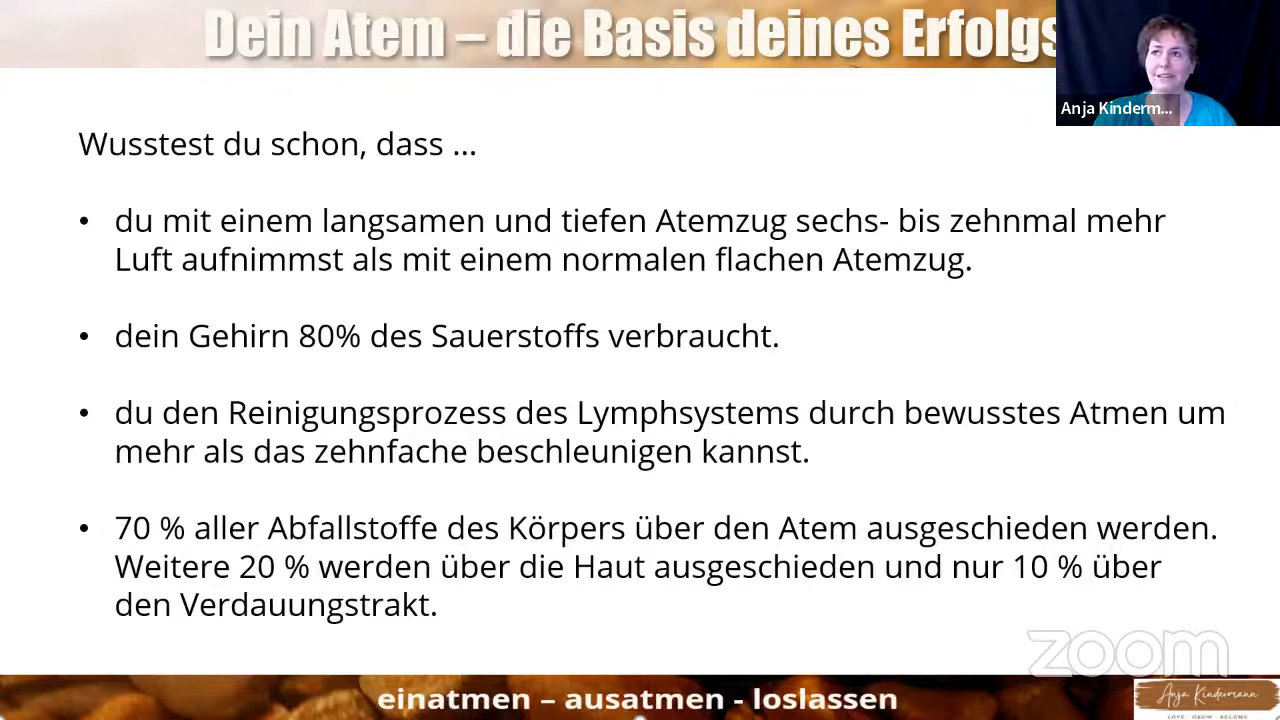 Dein Atem – die Basis deines Erfolgs
Anja Kinderm...
Wusstest du schon, dass ...
• du mit einem langsamen und tiefen Atemzug sechs- bis zehnmal mehr
Luft aufnimmst als mit einem normalen flachen Atemzug.
• dein Gehirn 80% des Sauerstoffs verbraucht.
• du den Reinigungsprozess des Lymphsystems durch bewusstes Atmen um
mehr als das zehnfache beschleunigen kannst.
• 70 % aller Abfallstoffe des Körpers über den Atem ausgeschieden werden.
Weitere 20 % werden über die Haut ausgeschieden und nur 10 % über
den Verdauungstrakt.
zoom
einatmen – ausatmen - loslassen
Anja Kindermann
LOVE . GROW . BECOME